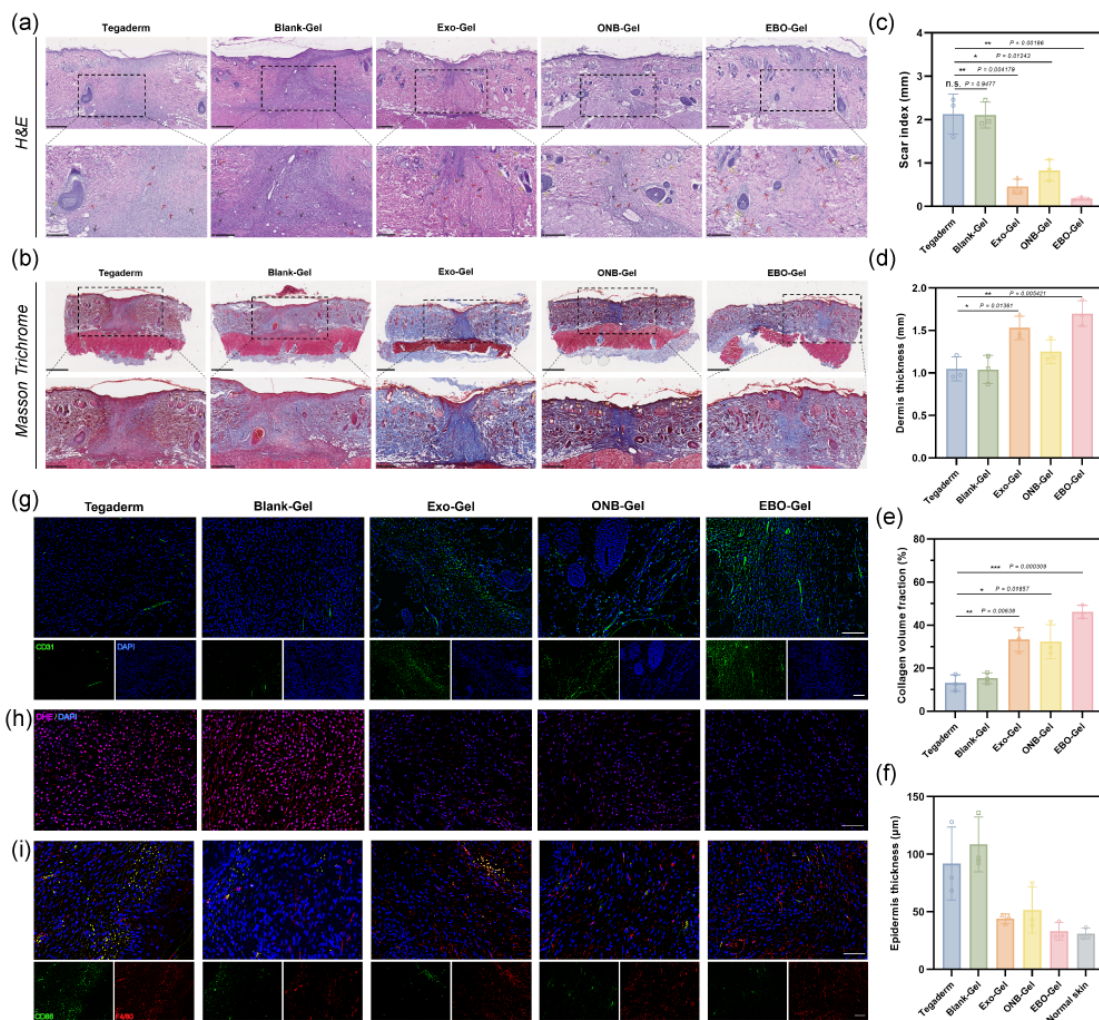 (a)
Tegaderm
Blank-Gel
Exo-Gel
ONB-Gel
EBO-Gel
H&E
(b)
Tegaderm
Blank-Gel
Exo-Gel
ONB-Gel
EBO-Gel
Masson Trichrome
(c)
4
3
2
1
0
Scar index (mm)
** P = 0.00186
* P = 0.01243
** P = 0.004179
n.s. P = 0.9477
Tegaderm
Blank-Gel
Exo-Gel
ONB-Gel
EBO-Gel
(d)
2.0
1.5
1.0
0.5
0.0
Dermis thickness (mm)
** P = 0.005421
* P = 0.01361
Tegaderm
Blank-Gel
Exo-Gel
ONB-Gel
EBO-Gel
(e)
80
60
40
20
0
Collagen volume fraction (%)
*** P = 0.000309
* P = 0.01857
** P = 0.00638
Tegaderm
Blank-Gel
Exo-Gel
ONB-Gel
EBO-Gel
(f)
150
100
50
0
Epidermis thickness (μm)
Tegaderm
Blank-Gel
Exo-Gel
ONB-Gel
EBO-Gel
Normal skin
(g)
Tegaderm
Blank-Gel
Exo-Gel
ONB-Gel
EBO-Gel
CD31
DAPI
(h)
DHE/DAPI
(i)
CD86
F4/80